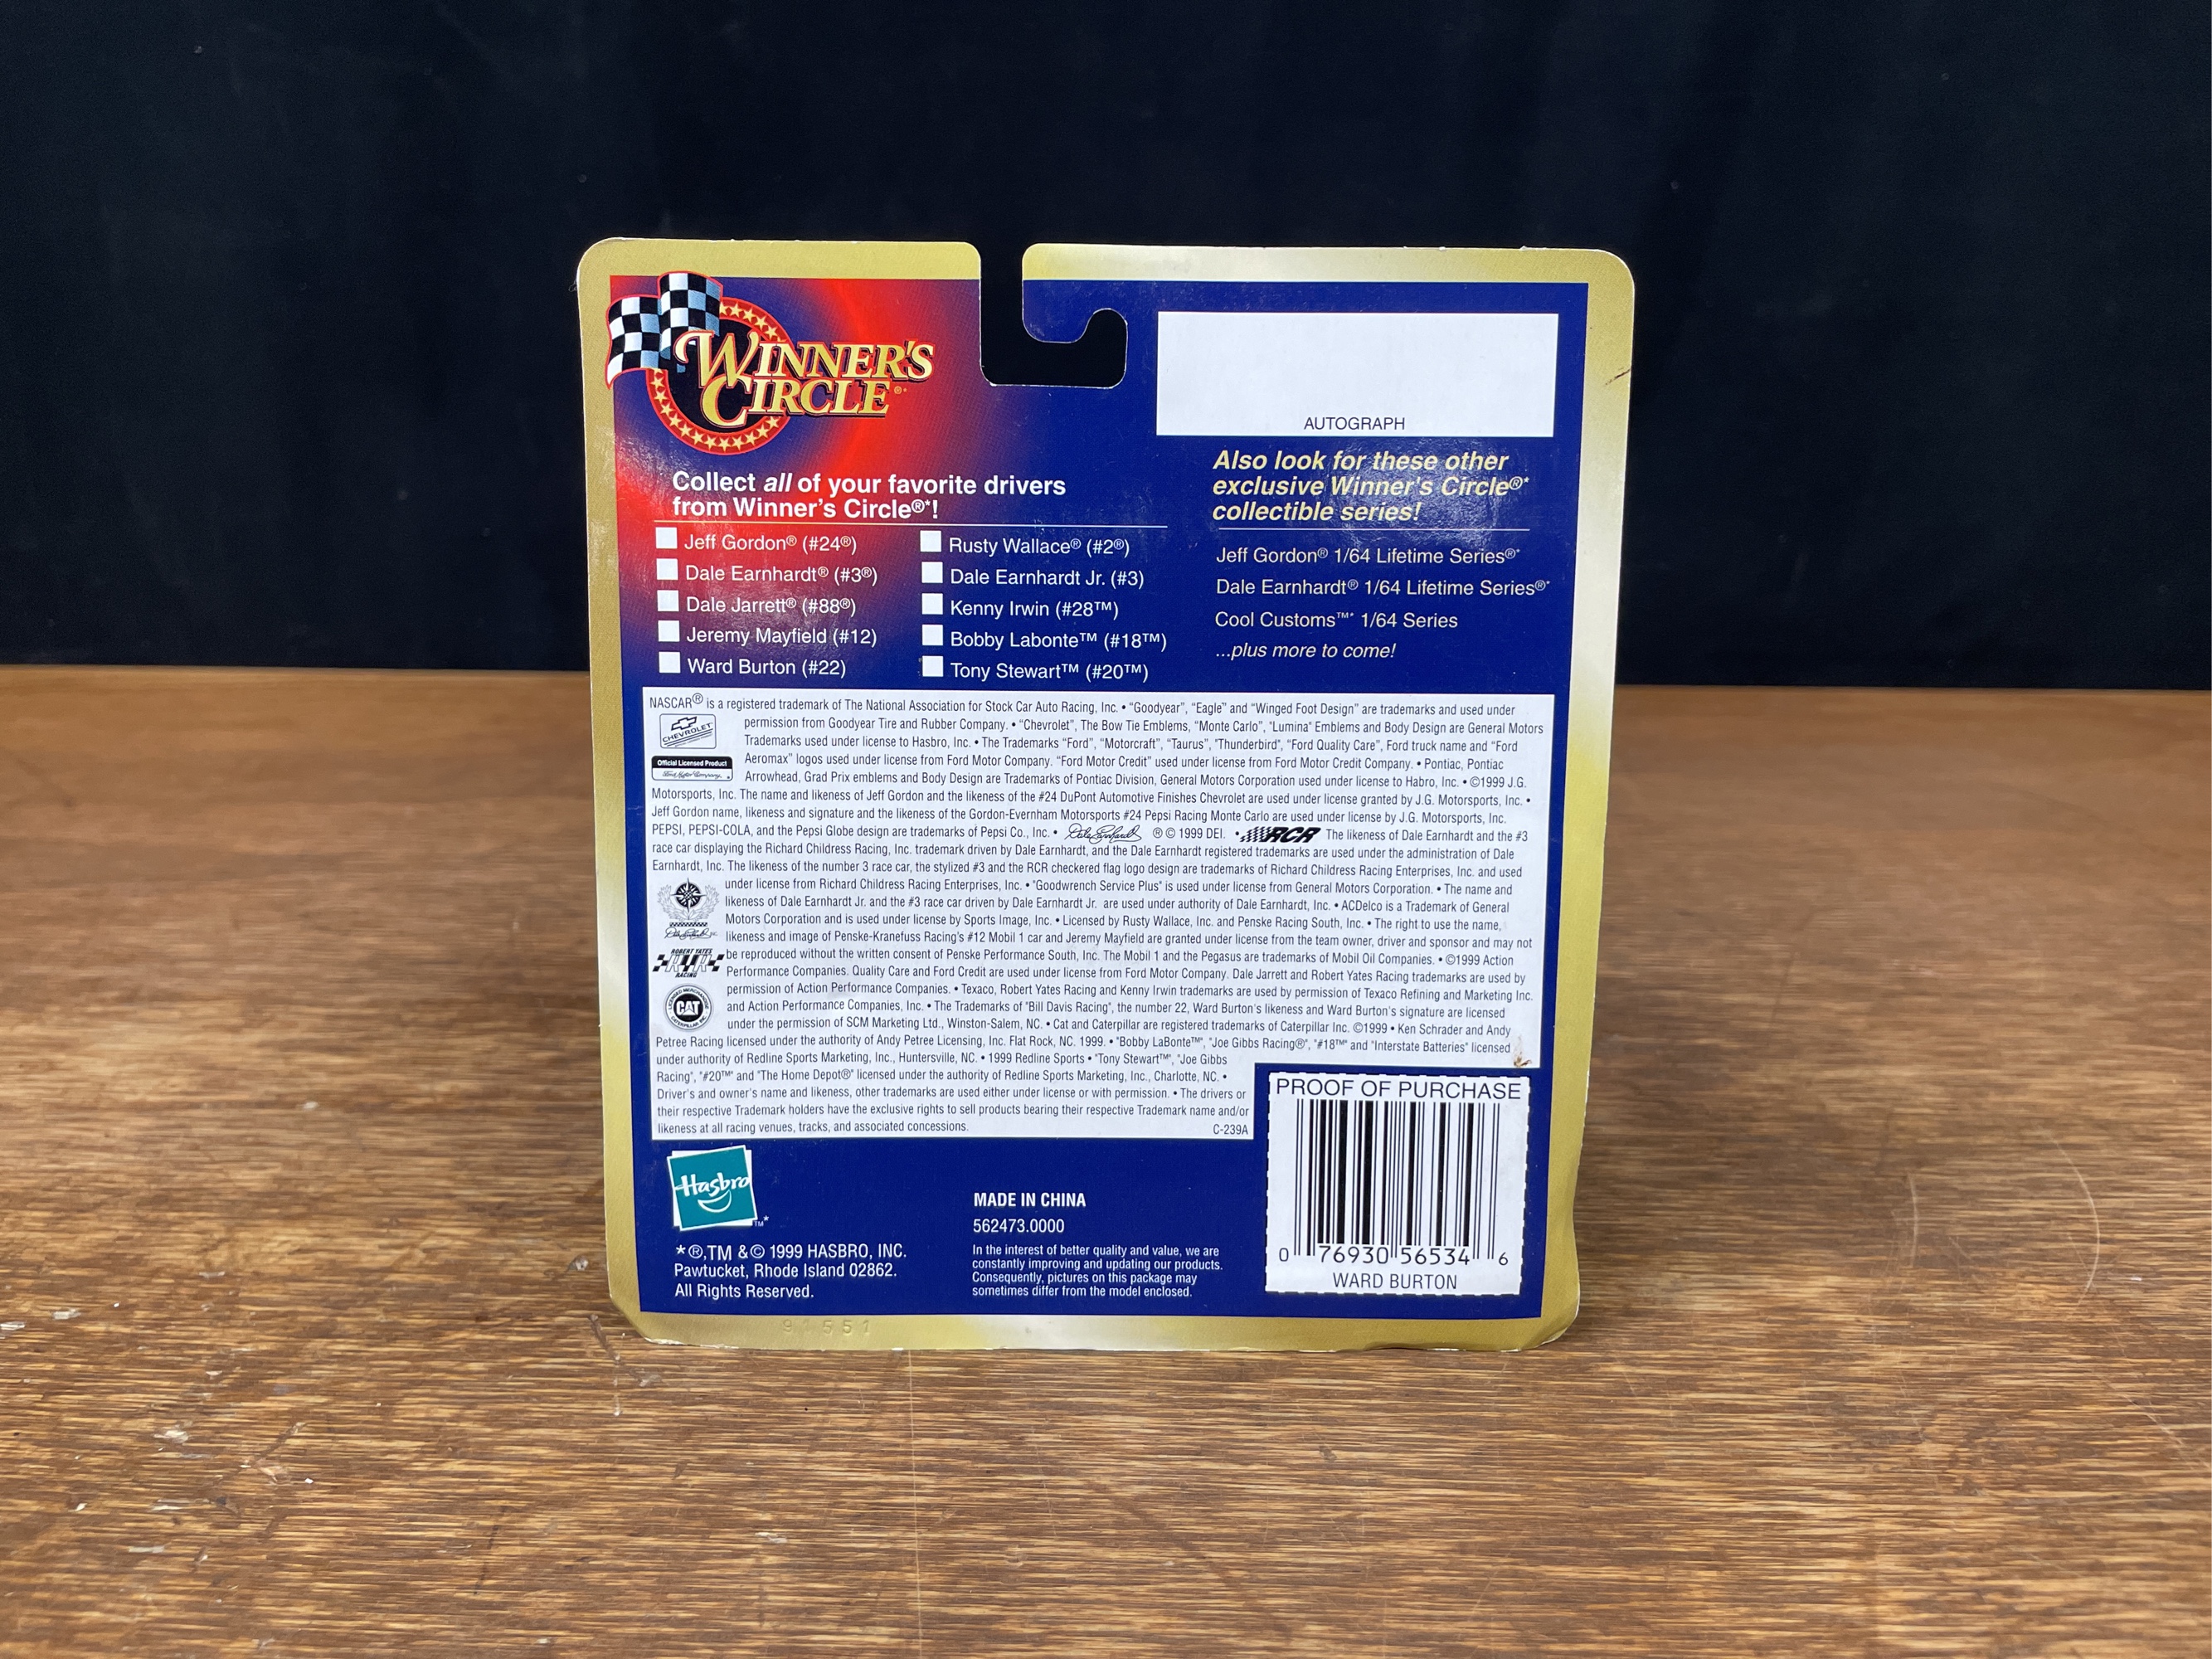 WINNER'S
CIRCLE®*
AUTOGRAPH
Collect all of your favorite drivers
from Winner's Circle®*!
Jeff Gordon® (#24®)
Dale Earnhardt® (#3®)
Dale Jarrett® (#88®)
Jeremy Mayfield (#12)
Ward Burton (#22)
Rusty Wallace® (#2®)
Dale Earnhardt Jr. (#3)
Kenny Irwin (#28™)
Bobby Labonte™ (#18™)
Tony Stewart™ (#20™)
Also look for these other
exclusive Winner's Circle®*
collectible series!
Jeff Gordon® 1/64 Lifetime Series®*
Dale Earnhardt® 1/64 Lifetime Series®*
Cool Customs™* 1/64 Series
...plus more to come!
NASCAR® is a registered trademark of The National Association for Stock Car Auto Racing, Inc. • "Goodyear", "Eagle" and "Winged Foot Design" are trademarks and used under
permission from Goodyear Tire and Rubber Company. • "Chevrolet", The Bow Tie Emblems, "Monte Carlo", "Lumina" Emblems and Body Design are General Motors
CHEVROLET
Trademarks used under license to Hasbro, Inc. • The Trademarks "Ford", "Motorcraft", "Taurus", "Thunderbird", "Ford Quality Care", Ford truck name and "Ford
Official Licensed Product
Ford Motor Company.
Aeromax" logos used under license from Ford Motor Company. "Ford Motor Credit" used under license from Ford Motor Credit Company. • Pontiac, Pontiac
Arrowhead, Grad Prix emblems and Body Design are Trademarks of Pontiac Division, General Motors Corporation used under license to Habro, Inc. • ©1999 J.G.
Motorsports, Inc. The name and likeness of Jeff Gordon and the likeness of the #24 DuPont Automotive Finishes Chevrolet are used under license granted by J.G. Motorsports, Inc. •
Jeff Gordon name, likeness and signature and the likeness of the Gordon-Evernham Motorsports #24 Pepsi Racing Monte Carlo are used under license by J.G. Motorsports, Inc.
PEPSI, PEPSI-COLA, and the Pepsi Globe design are trademarks of Pepsi Co., Inc. • Dale Earnhardt ® © 1999 DEI. • RCR The likeness of Dale Earnhardt and the #3
race car displaying the Richard Childress Racing, Inc. trademark driven by Dale Earnhardt, and the Dale Earnhardt registered trademarks are used under the administration of Dale
Earnhardt, Inc. The likeness of the number 3 race car, the stylized #3 and the RCR checkered flag logo design are trademarks of Richard Childress Racing Enterprises, Inc. and used
under license from Richard Childress Racing Enterprises, Inc. • "Goodwrench Service Plus" is used under license from General Motors Corporation. • The name and
likeness of Dale Earnhardt Jr. and the #3 race car driven by Dale Earnhardt Jr. are used under authority of Dale Earnhardt, Inc. • ACDelco is a Trademark of General
Motors Corporation and is used under license by Sports Image, Inc. • Licensed by Rusty Wallace, Inc. and Penske Racing South, Inc. • The right to use the name,
likeness and image of Penske-Kranefuss Racing's #12 Mobil 1 car and Jeremy Mayfield are granted under license from the team owner, driver and sponsor and may not
ROBERT YATES
RYR
RACING
be reproduced without the written consent of Penske Performance South, Inc. The Mobil 1 and the Pegasus are trademarks of Mobil Oil Companies. • ©1999 Action
Performance Companies. Quality Care and Ford Credit are used under license from Ford Motor Company. Dale Jarrett and Robert Yates Racing trademarks are used by
permission of Action Performance Companies. • Texaco, Robert Yates Racing and Kenny Irwin trademarks are used by permission of Texaco Refining and Marketing Inc.
LICENSED MERCHANDISE
CAT
CATERPILLAR INC
and Action Performance Companies, Inc. • The Trademarks of "Bill Davis Racing", the number 22, Ward Burton's likeness and Ward Burton's signature are licensed
under the permission of SCM Marketing Ltd., Winston-Salem, NC. • Cat and Caterpillar are registered trademarks of Caterpillar Inc. ©1999 • Ken Schrader and Andy
Petree Racing licensed under the authority of Andy Petree Licensing, Inc. Flat Rock, NC. 1999. • "Bobby LaBonte™", "Joe Gibbs Racing®", "#18™" and "Interstate Batteries" licensed
under authority of Redline Sports Marketing, Inc., Huntersville, NC. • 1999 Redline Sports • "Tony Stewart™", "Joe Gibbs
Racing", "#20™" and "The Home Depot®" licensed under the authority of Redline Sports Marketing, Inc., Charlotte, NC. •
Driver's and owner's name and likeness, other trademarks are used either under license or with permission. • The drivers or
their respective Trademark holders have the exclusive rights to sell products bearing their respective Trademark name and/or
likeness at all racing venues, tracks, and associated concessions. C-239A
PROOF OF PURCHASE
0 76930 56534 6
WARD BURTON
Hasbro
™*
*®,TM &© 1999 HASBRO, INC.
Pawtucket, Rhode Island 02862.
All Rights Reserved.
MADE IN CHINA
562473.0000
In the interest of better quality and value, we are
constantly improving and updating our products.
Consequently, pictures on this package may
sometimes differ from the model enclosed.